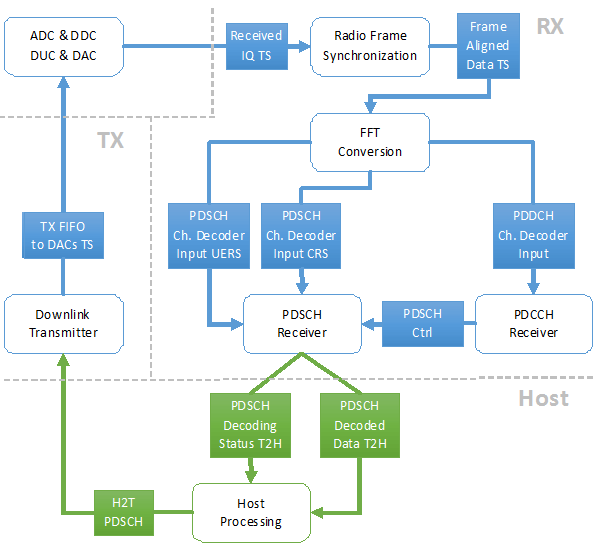 ADC & DDC
DUC & DAC
Received
IQ TS
Radio Frame
Synchronization
Frame
Aligned
Data TS
RX
TX
FFT
Conversion
TX FIFO
to DACs TS
PDSCH
Ch. Decoder
Input UERS
PDSCH
Ch. Decoder
Input CRS
PDDCH
Ch. Decoder
Input
Downlink
Transmitter
PDSCH
Receiver
PDSCH
Ctrl
PDCCH
Receiver
Host
PDSCH
Decoding
Status T2H
PDSCH
Decoded
Data T2H
H2T
PDSCH
Host
Processing